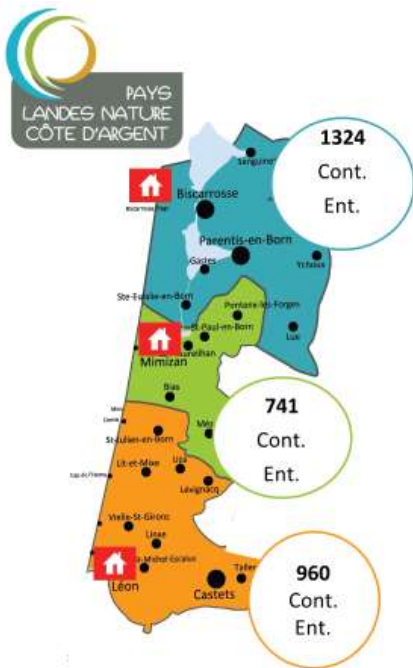 PAYS
LANDES NATURE
CÔTE D'ARGENT
1324
Cont.
Ent.
Biscarrosse
Parentis-en-Born
Gastes
Ychoux
Ste-Eulalie-en-Born
Pontenx-les-Forges
St-Paul-en-Born
Lue
Mimizan
Bias
741
Cont.
Ent.
St-Julien-en-Born
Lit-et-Mixe
Uza
Lévignacq
Vielle-St-Girons
Linxe
Léon
Castets
960
Cont.
Ent.